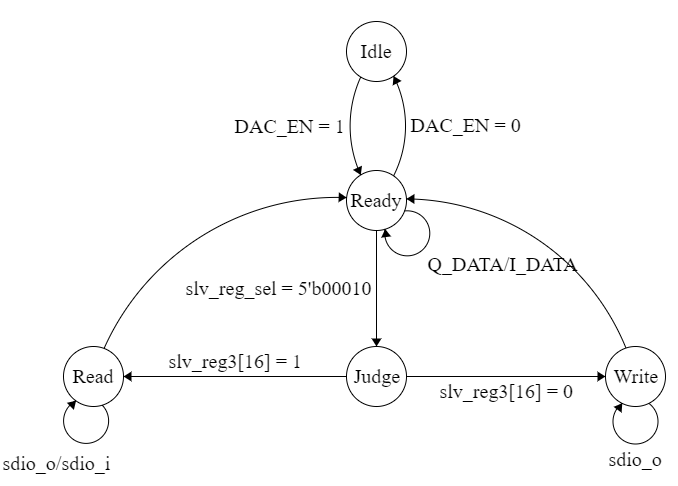 Idle
DAC_EN = 1
DAC_EN = 0
Ready
Q_DATA/I_DATA
slv_reg_sel = 5'b00010
slv_reg3[16] = 1
Read
Judge
Write
slv_reg3[16] = 0
sdio_o/sdio_i
sdio_o